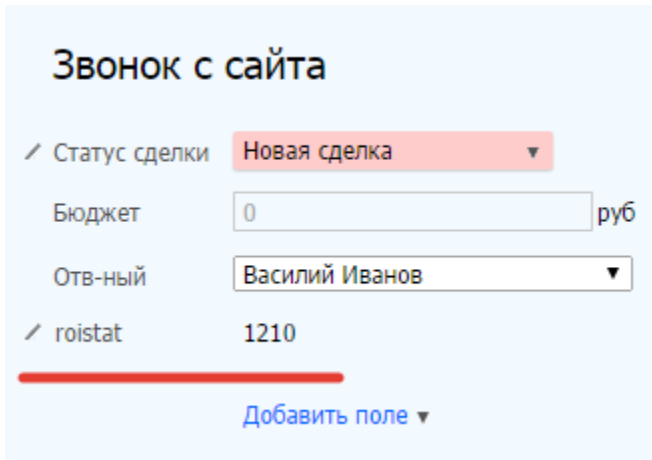 Звонок с сайта
Статус сделки Новая сделка
Бюджет 0 руб
Отв-ный Василий Иванов
roistat 1210
Добавить поле